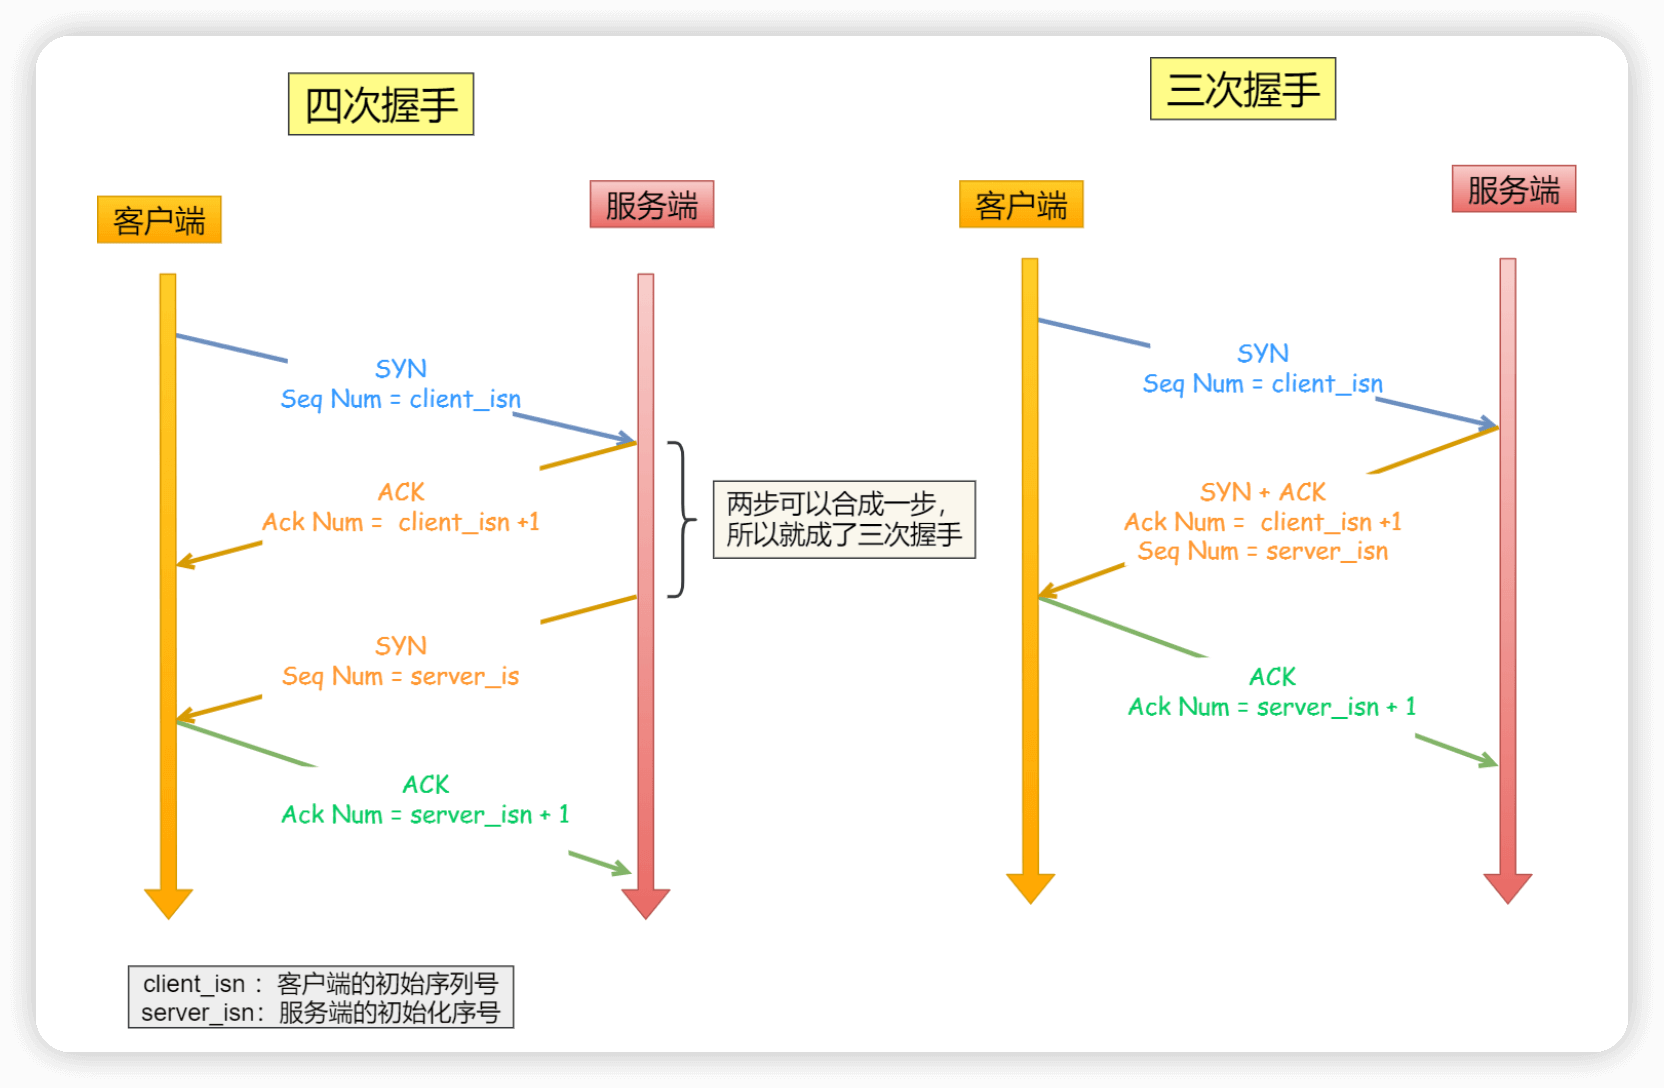 四次握手
客户端
服务端
SYN
Seq Num = client_isn
ACK
Ack Num =  client_isn +1
两步可以合成一步，
所以就成了三次握手
SYN
Seq Num = server_is
ACK
Ack Num = server_isn + 1
client_isn ：客户端的初始序列号
server_isn：服务端的初始化序号
三次握手
客户端
服务端
SYN
Seq Num = client_isn
SYN + ACK
Ack Num =  client_isn +1
Seq Num = server_isn
ACK
Ack Num = server_isn + 1